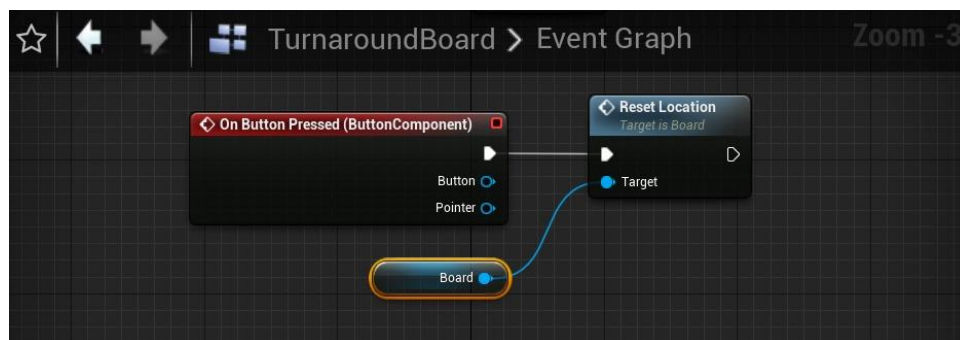 TurnaroundBoard > Event Graph
Zoom -3
On Button Pressed (ButtonComponent)
Button
Pointer
Reset Location
Target is Board
Target
Board